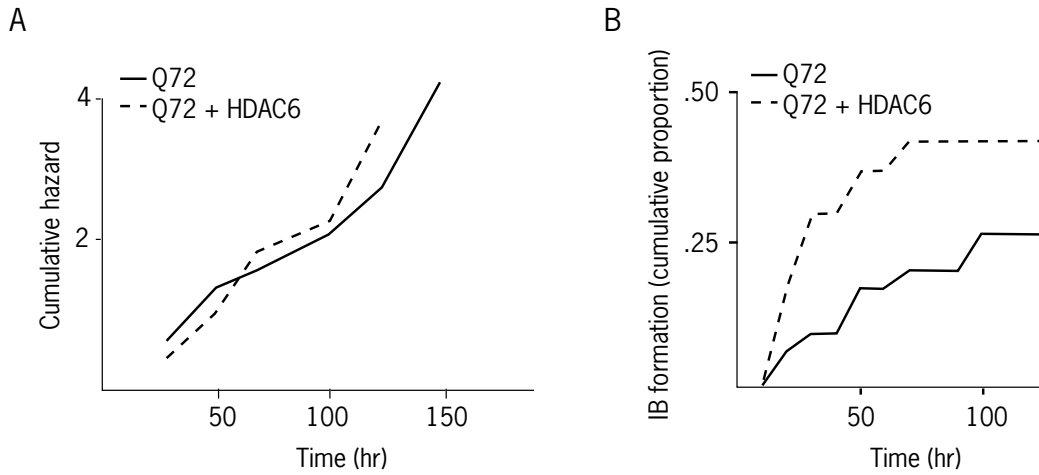 A
Q72
Q72 + HDAC6
4
2
Cumulative hazard
50
100
150
Time (hr)
B
Q72
Q72 + HDAC6
.50
.25
IB formation (cumulative proportion)
50
100
Time (hr)